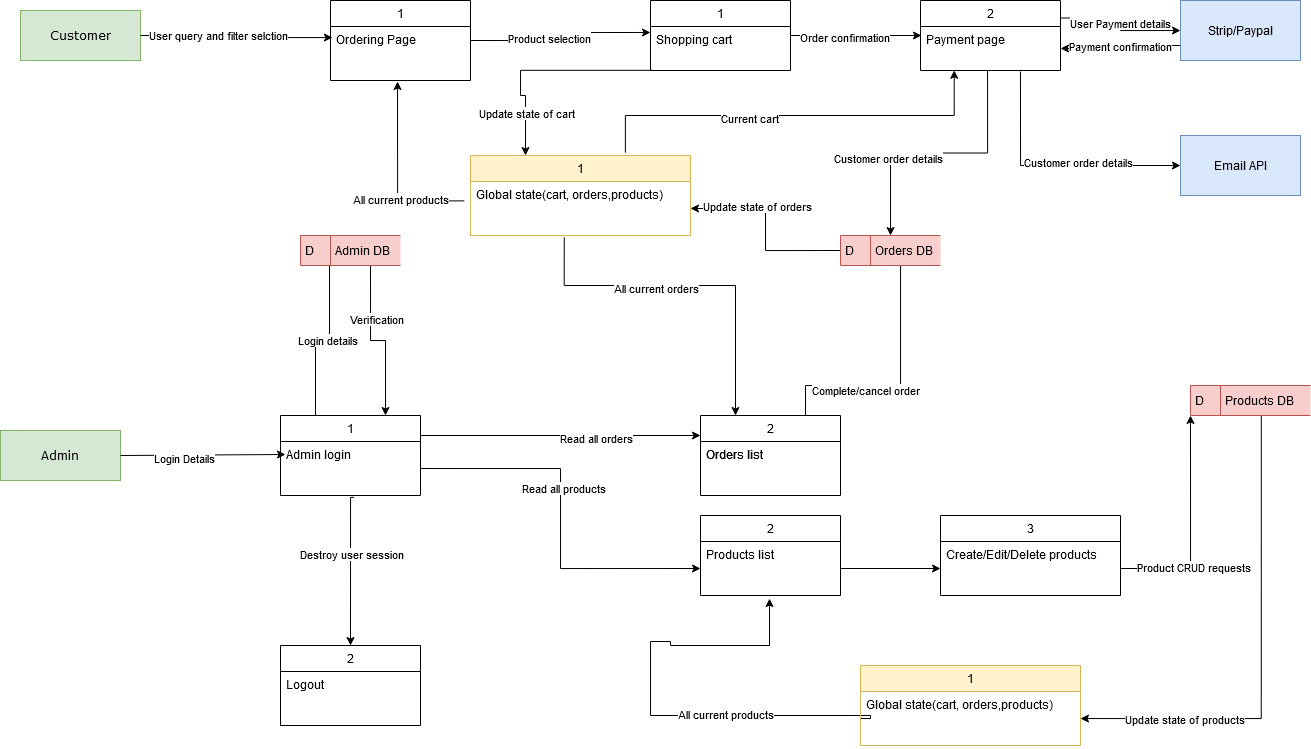 Customer
User query and filter selction
1
Ordering Page
Product selection
1
Shopping cart
Order confirmation
2
Payment page
User Payment details
Payment confirmation
Strip/Paypal
Update state of cart
Current cart
Customer order details
Customer order details
Email API
1
Global state(cart, orders,products)
All current products
Update state of orders
D
Admin DB
D
Orders DB
All current orders
Verification
Login details
Complete/cancel order
D
Products DB
Admin
Login Details
1
Admin login
Read all orders
2
Orders list
Read all products
2
Products list
3
Create/Edit/Delete products
Product CRUD requests
Destroy user session
2
Logout
1
Global state(cart, orders,products)
All current products
Update state of products